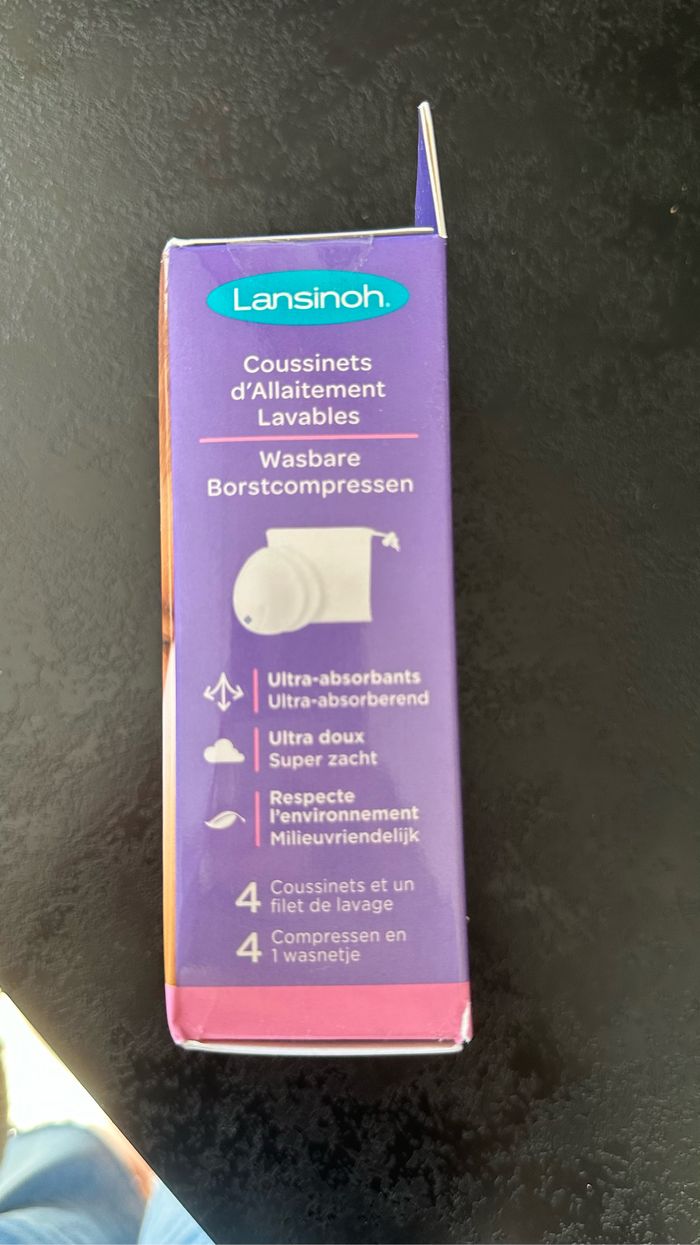 Lansinoh®
Coussinets
d'Allaitement
Lavables
Wasbare
Borstcompressen
Ultra-absorbants
Ultra-absorberend
Ultra doux
Super zacht
Respecte
l'environnement
Milieuvriendelijk
4 Coussinets et un
filet de lavage
4 Compressen en
1 wasnetje